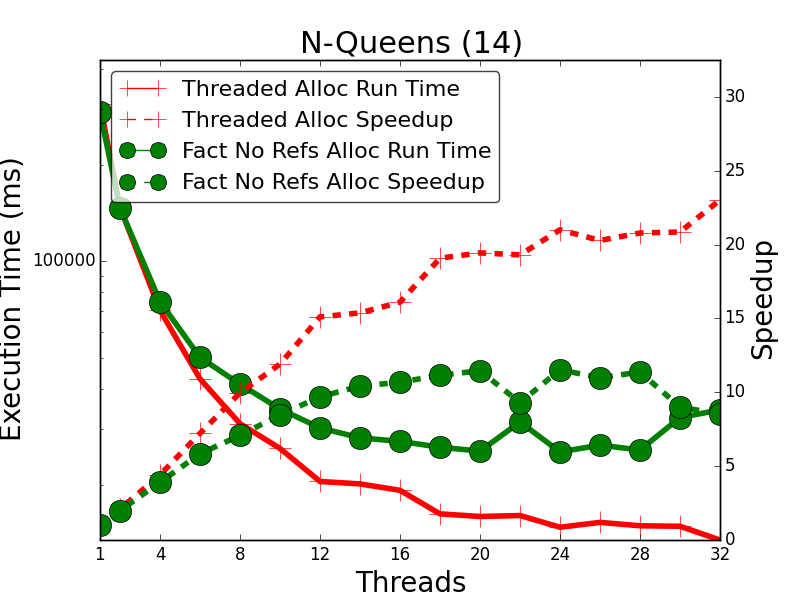 N-Queens (14)
Threaded Alloc Run Time
Threaded Alloc Speedup
Fact No Refs Alloc Run Time
Fact No Refs Alloc Speedup
Execution Time (ms)
100000
30
25
20
15
10
5
0
Speedup
1 4 8 12 16 20 24 28 32
Threads